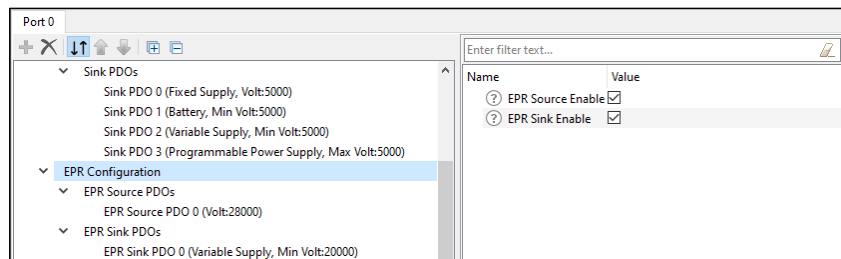 Port 0
Sink PDOs
Sink PDO 0 (Fixed Supply, Volt:5000)
Sink PDO 1 (Battery, Min Volt:5000)
Sink PDO 2 (Variable Supply, Min Volt:5000)
Sink PDO 3 (Programmable Power Supply, Max Volt:5000)
EPR Configuration
EPR Source PDOs
EPR Source PDO 0 (Volt:28000)
EPR Sink PDOs
EPR Sink PDO 0 (Variable Supply, Min Volt:20000)
Enter filter text...
Name Value
? EPR Source Enable
? EPR Sink Enable